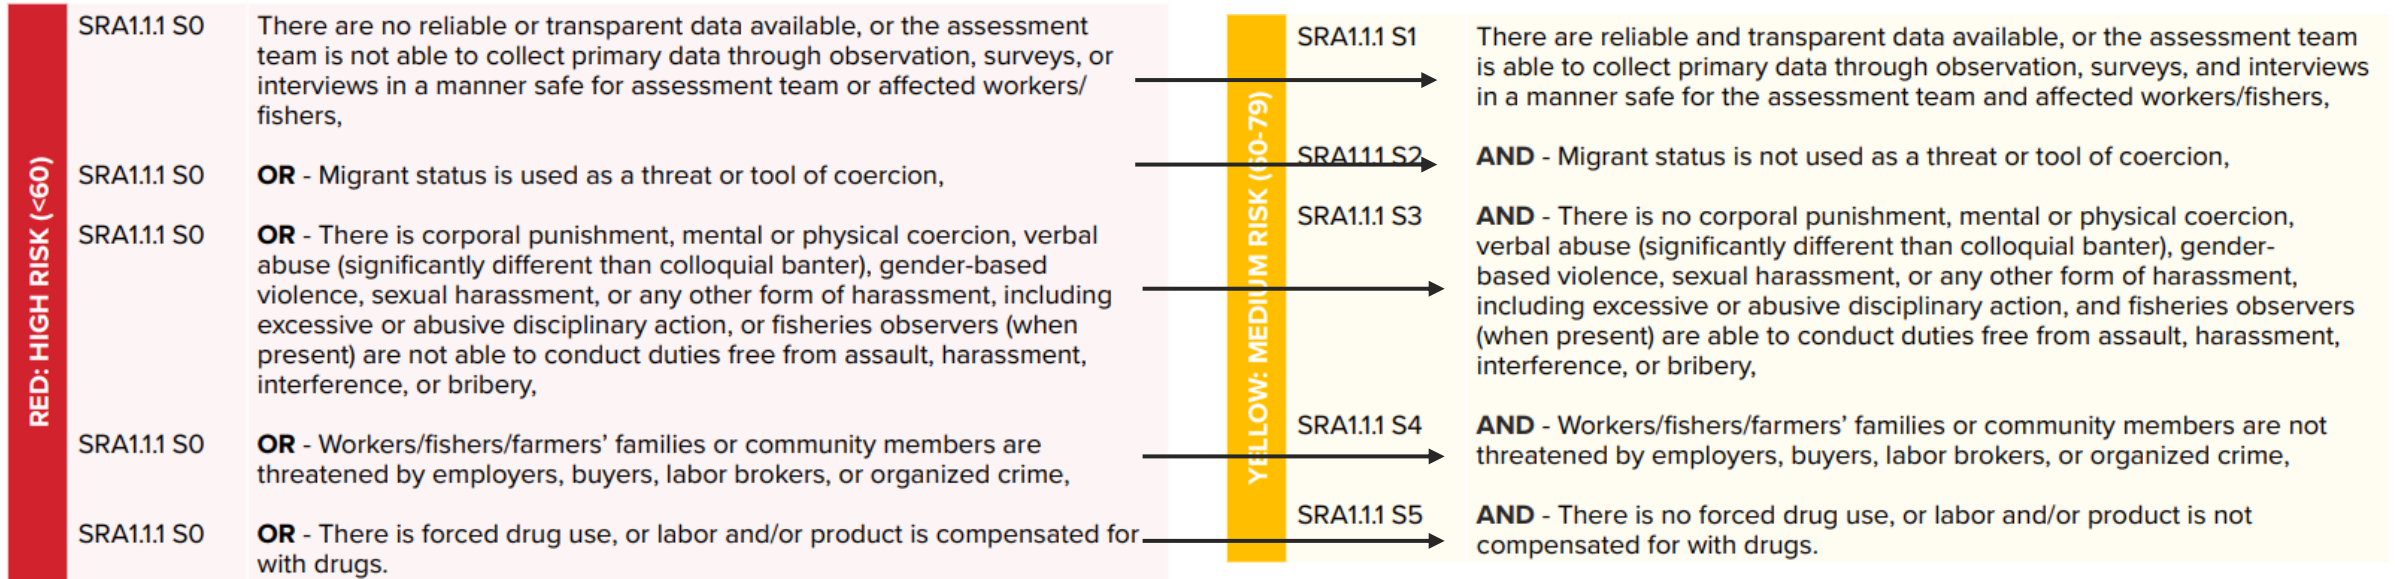 RED: HIGH RISK (<60)
SRA1.1.1 S0
There are no reliable or transparent data available, or the assessment
team is not able to collect primary data through observation, surveys, or
interviews in a manner safe for assessment team or affected workers/
fishers,
SRA1.1.1 S0
OR - Migrant status is used as a threat or tool of coercion,
SRA1.1.1 S0
OR - There is corporal punishment, mental or physical coercion, verbal
abuse (significantly different than colloquial banter), gender-based
violence, sexual harassment, or any other form of harassment, including
excessive or abusive disciplinary action, or fisheries observers (when
present) are not able to conduct duties free from assault, harassment,
interference, or bribery,
SRA1.1.1 S0
OR - Workers/fishers/farmers’ families or community members are
threatened by employers, buyers, labor brokers, or organized crime,
SRA1.1.1 S0
OR - There is forced drug use, or labor and/or product is compensated for
with drugs.
YELLOW: MEDIUM RISK (60-79)
SRA1.1.1 S1
There are reliable and transparent data available, or the assessment team
is able to collect primary data through observation, surveys, and interviews
in a manner safe for the assessment team and affected workers/fishers,
SRA1.1.1 S2
AND - Migrant status is not used as a threat or tool of coercion,
SRA1.1.1 S3
AND - There is no corporal punishment, mental or physical coercion,
verbal abuse (significantly different than colloquial banter), gender-
based violence, sexual harassment, or any other form of harassment,
including excessive or abusive disciplinary action, and fisheries observers
(when present) are able to conduct duties free from assault, harassment,
interference, or bribery,
SRA1.1.1 S4
AND - Workers/fishers/farmers’ families or community members are not
threatened by employers, buyers, labor brokers, or organized crime,
SRA1.1.1 S5
AND - There is no forced drug use, or labor and/or product is not
compensated for with drugs.